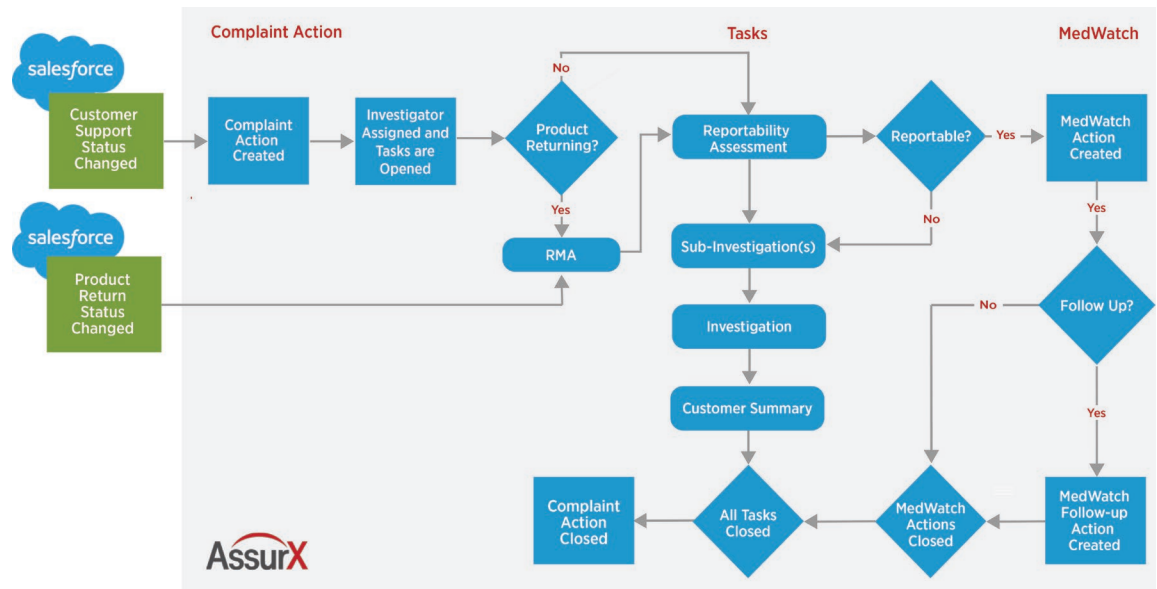 Complaint Action
Tasks
MedWatch
salesforce
Customer
Support
Status
Changed
Complaint
Action
Created
Investigator
Assigned and
Tasks are
Opened
Product
Returning?
No
Yes
Reportability
Assessment
Reportable?
Yes
No
MedWatch
Action
Created
Yes
salesforce
Product
Return
Status
Changed
RMA
Sub-Investigation(s)
Investigation
Customer Summary
Follow Up?
No
Yes
Complaint
Action
Closed
All Tasks
Closed
MedWatch
Actions
Closed
MedWatch
Follow-up
Action
Created
AssurX